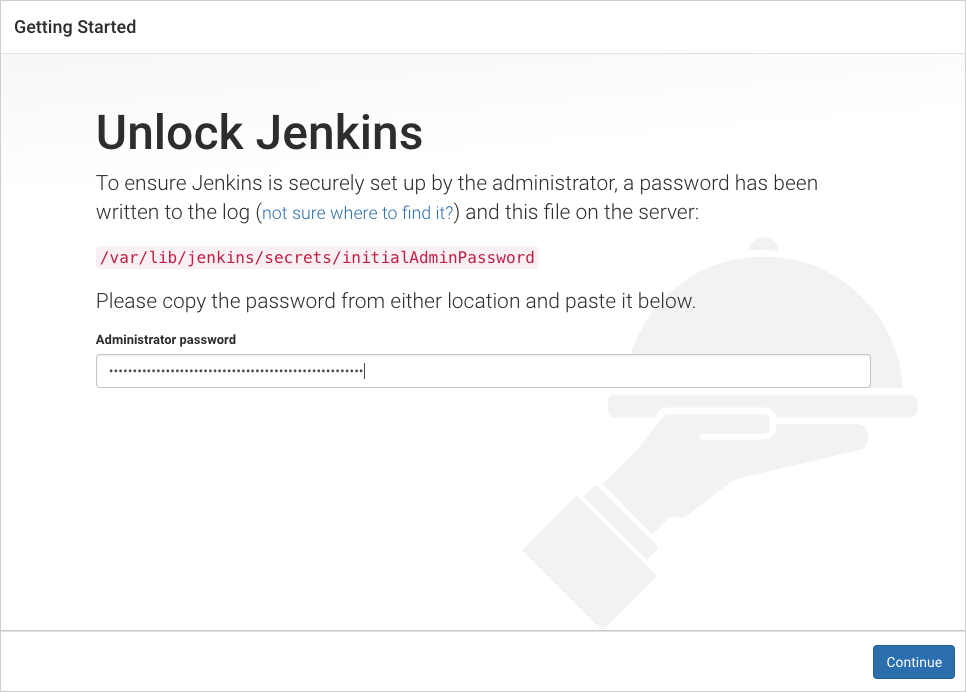 Getting Started
Unlock Jenkins
To ensure Jenkins is securely set up by the administrator, a password has been
written to the log (not sure where to find it?) and this file on the server:
/var/lib/jenkins/secrets/initialAdminPassword
Please copy the password from either location and paste it below.
Administrator password
Continue